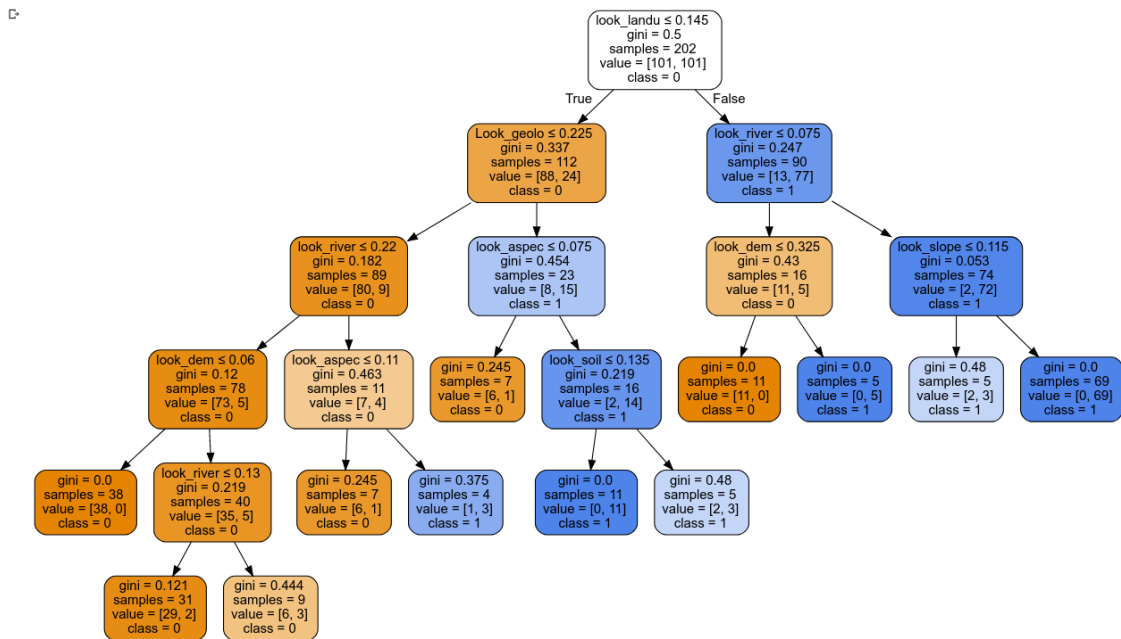 look_landu ≤ 0.145
gini = 0.5
samples = 202
value = [101, 101]
class = 0
True
False
Look_geolo ≤ 0.225
gini = 0.337
samples = 112
value = [88, 24]
class = 0
look_river ≤ 0.075
gini = 0.247
samples = 90
value = [13, 77]
class = 1
look_river ≤ 0.22
gini = 0.182
samples = 89
value = [80, 9]
class = 0
look_aspec ≤ 0.075
gini = 0.454
samples = 23
value = [8, 15]
class = 1
look_dem ≤ 0.325
gini = 0.43
samples = 16
value = [11, 5]
class = 0
look_slope ≤ 0.115
gini = 0.053
samples = 74
value = [2, 72]
class = 1
look_dem ≤ 0.06
gini = 0.12
samples = 78
value = [73, 5]
class = 0
look_aspec ≤ 0.11
gini = 0.463
samples = 11
value = [7, 4]
class = 0
gini = 0.245
samples = 7
value = [6, 1]
class = 0
look_soil ≤ 0.135
gini = 0.219
samples = 16
value = [2, 14]
class = 1
gini = 0.0
samples = 11
value = [11, 0]
class = 0
gini = 0.0
samples = 5
value = [0, 5]
class = 1
gini = 0.48
samples = 5
value = [2, 3]
class = 1
gini = 0.0
samples = 69
value = [0, 69]
class = 1
gini = 0.0
samples = 38
value = [38, 0]
class = 0
look_river ≤ 0.13
gini = 0.219
samples = 40
value = [35, 5]
class = 0
gini = 0.245
samples = 7
value = [6, 1]
class = 0
gini = 0.375
samples = 4
value = [1, 3]
class = 1
gini = 0.0
samples = 11
value = [0, 11]
class = 1
gini = 0.48
samples = 5
value = [2, 3]
class = 1
gini = 0.121
samples = 31
value = [29, 2]
class = 0
gini = 0.444
samples = 9
value = [6, 3]
class = 0